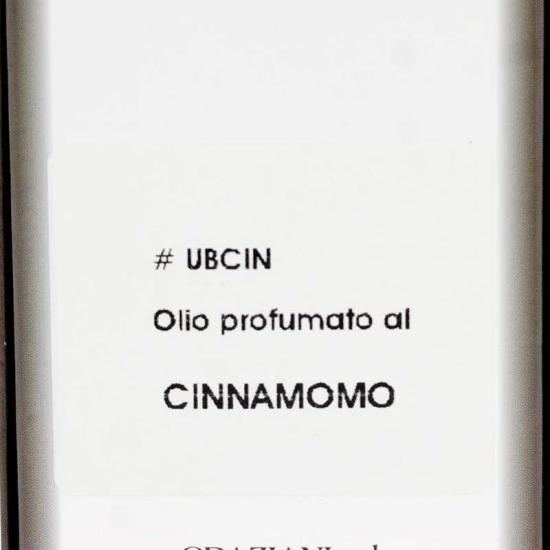 # UBCIN
Olio profumato al
CINNAMOMO